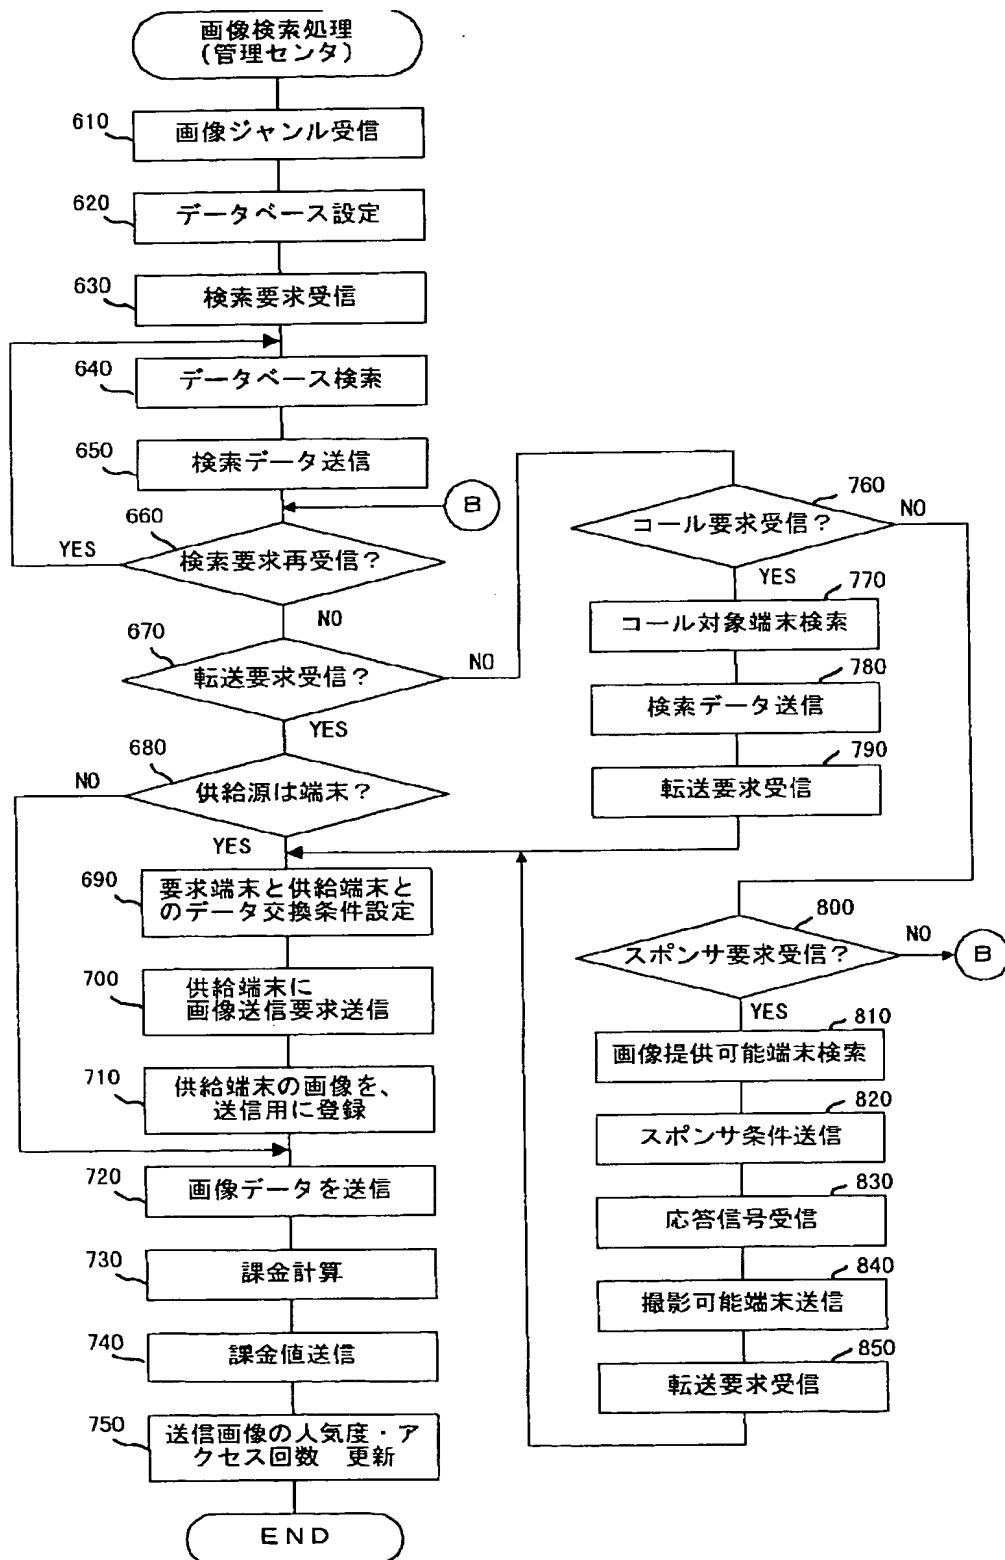 画像検索処理
(管理センタ)
610
画像ジャンル受信
620
データベース設定
630
検索要求受信
640
データベース検索
650
検索データ送信
B
660
YES
検索要求再受信?
NO
670
転送要求受信?
NO
YES
680
NO
供給源は端末?
YES
690
要求端末と供給端末と
のデータ交換条件設定
700
供給端末に
画像送信要求送信
710
供給端末の画像を、
送信用に登録
720
画像データを送信
730
課金計算
740
課金値送信
750
送信画像の人気度・ア
クセス回数 更新
END
760
コール要求受信?
NO
YES
770
コール対象端末検索
780
検索データ送信
790
転送要求受信
800
スポンサ要求受信?
NO
B
YES
810
画像提供可能端末検索
820
スポンサ条件送信
830
応答信号受信
840
撮影可能端末送信
850
転送要求受信